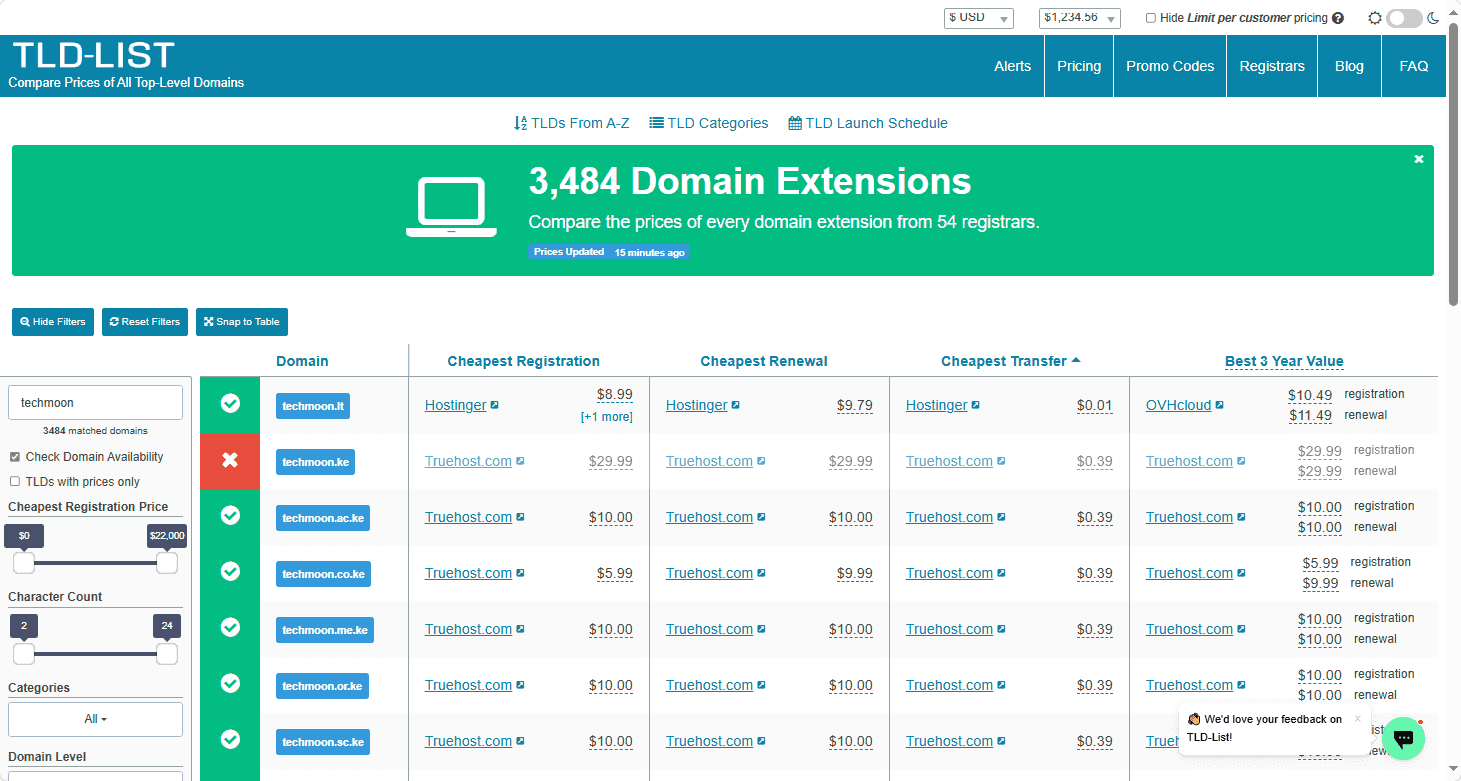 $ USD
$1,234.56
Hide Limit per customer pricing
TLD-LIST
Compare Prices of All Top-Level Domains
Alerts
Pricing
Promo Codes
Registrars
Blog
FAQ
TLDs From A-Z
TLD Categories
TLD Launch Schedule
3,484 Domain Extensions
Compare the prices of every domain extension from 54 registrars.
Prices Updated 15 minutes ago
Hide Filters
Reset Filters
Snap to Table
Domain
Cheapest Registration
Cheapest Renewal
Cheapest Transfer
Best 3 Year Value
techmoon
3484 matched domains
Check Domain Availability
TLDs with prices only
Cheapest Registration Price
$0
$22,000
Character Count
2
24
Categories
All
Domain Level
techmoon.lt
Hostinger
$8.99
[+1 more]
Hostinger
$9.79
Hostinger
$0.01
OVHcloud
$10.49 registration
$11.49 renewal
techmoon.ke
Truehost.com
$29.99
Truehost.com
$29.99
Truehost.com
$0.39
Truehost.com
$29.99 registration
$29.99 renewal
techmoon.ac.ke
Truehost.com
$10.00
Truehost.com
$10.00
Truehost.com
$0.39
Truehost.com
$10.00 registration
$10.00 renewal
techmoon.co.ke
Truehost.com
$5.99
Truehost.com
$9.99
Truehost.com
$0.39
Truehost.com
$5.99 registration
$9.99 renewal
techmoon.me.ke
Truehost.com
$10.00
Truehost.com
$10.00
Truehost.com
$0.39
Truehost.com
$10.00 registration
$10.00 renewal
techmoon.or.ke
Truehost.com
$10.00
Truehost.com
$10.00
Truehost.com
$0.39
Truehost.com
$10.00 registration
$10.00 renewal
techmoon.sc.ke
Truehost.com
$10.00
Truehost.com
$10.00
Truehost.com
$0.39
We'd love your feedback on
TLD-List!